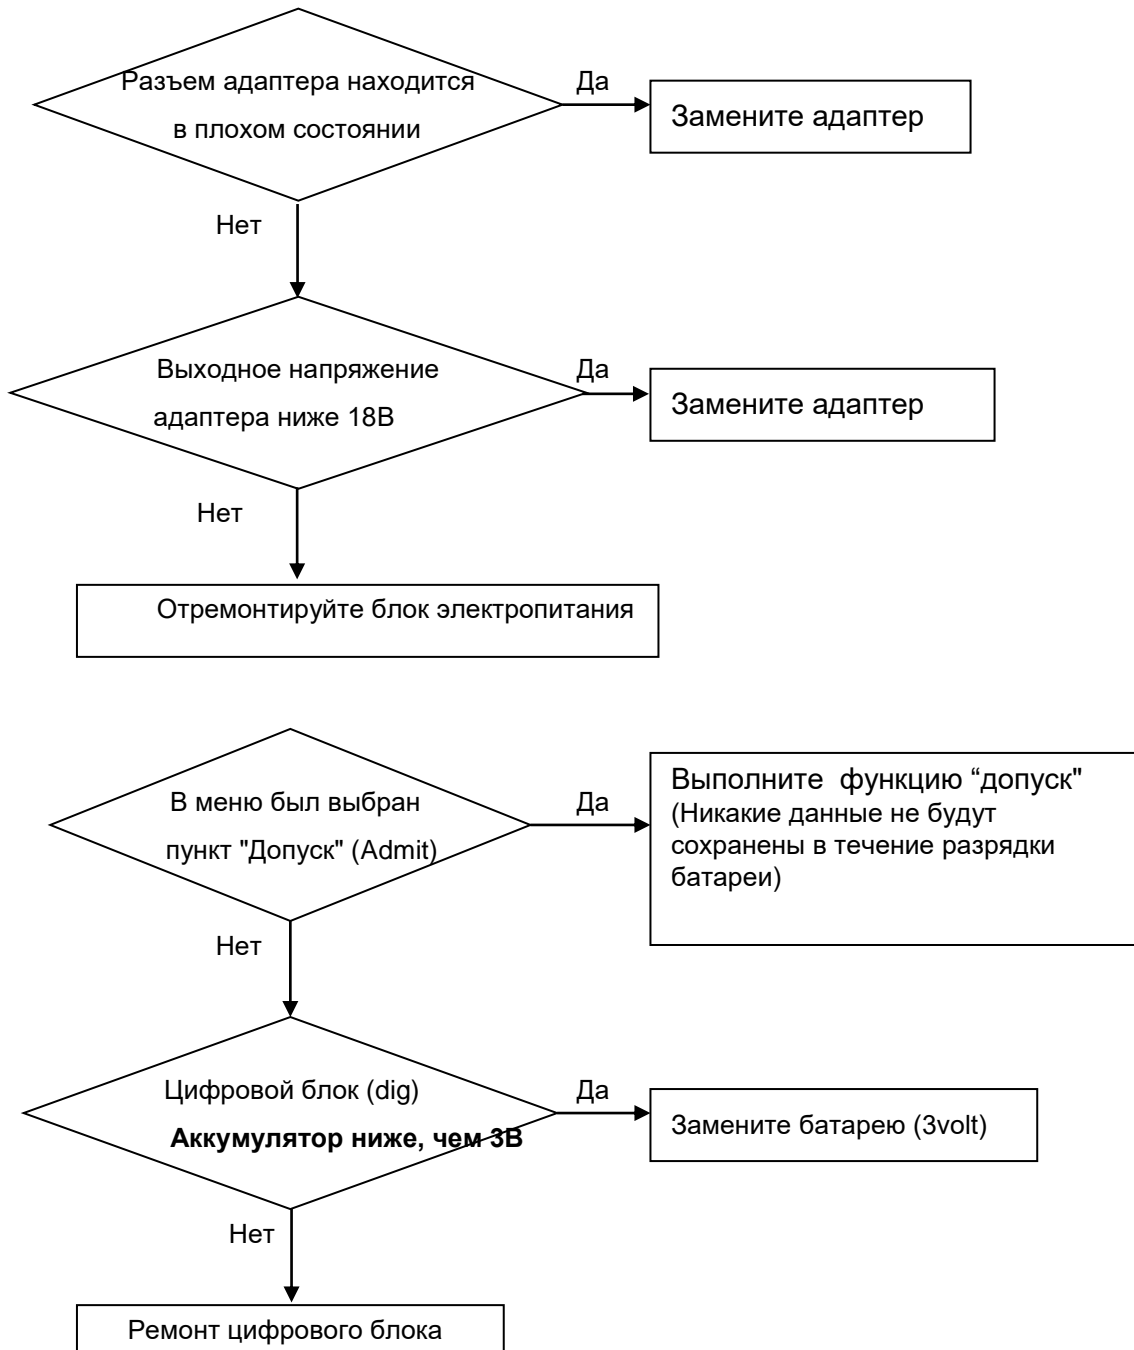 Разъем адаптера находится
в плохом состоянии
Да
Замените адаптер
Нет
Выходное напряжение
адаптера ниже 18В
Да
Замените адаптер
Нет
Отремонтируйте блок электропитания
В меню был выбран
пункт "Допуск" (Admit)
Да
Выполните функцию “допуск"
(Никакие данные не будут
сохранены в течение разрядки
батареи)
Нет
Цифровой блок (dig)
Аккумулятор ниже, чем 3В
Да
Замените батарею (3volt)
Нет
Ремонт цифрового блока